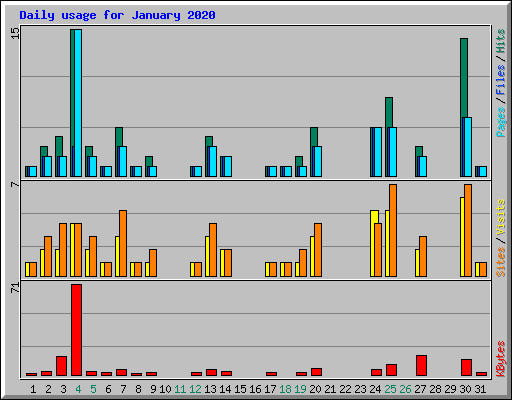 Daily usage for January 2020
15
Pages / Files / Hits
7
Sites / Visits
71
KBytes
1 2 3 4 5 6 7 8 9 10 11 12 13 14 15 16 17 18 19 20 21 22 23 24 25 26 27 28 29 30 31